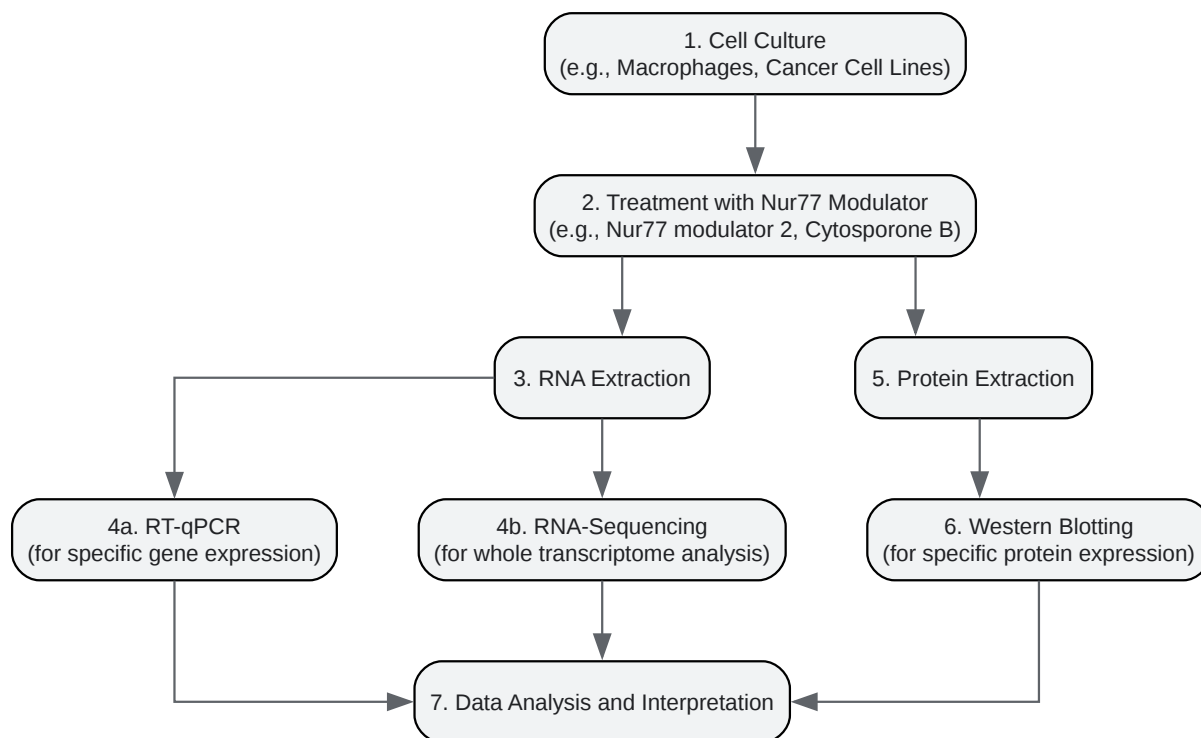 1. Cell Culture
(e.g., Macrophages, Cancer Cell Lines)
2. Treatment with Nur77 Modulator
(e.g., Nur77 modulator 2, Cytosporone B)
3. RNA Extraction
5. Protein Extraction
4a. RT-qPCR
(for specific gene expression)
4b. RNA-Sequencing
(for whole transcriptome analysis)
6. Western Blotting
(for specific protein expression)
7. Data Analysis and Interpretation